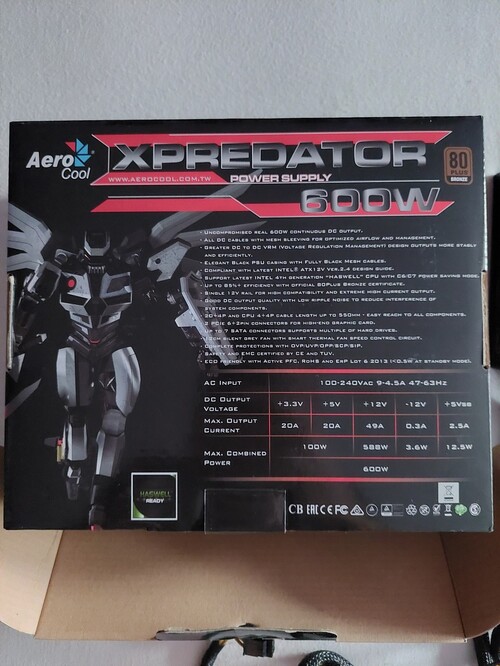 Aero Cool
XPREDATOR
80 PLUS BRONZE
WWW.AEROCOOL.COM.TW
POWER SUPPLY
600W
· UNCOMPROMISED REAL 600W CONTINUOUS DC OUTPUT.
· ALL DC CABLES WITH MESH SLEEVING FOR OPTIMIZED AIRFLOW AND MANAGEMENT.
· GREATER DC TO DC VRM (VOLTAGE REGULATION MANAGEMENT) DESIGN OUTPUTS MORE STABLY
AND EFFICIENTLY.
· ELEGANT BLACK PSU CASING WITH FULLY BLACK MESH CABLES.
· COMPLIANT WITH LATEST INTEL® ATX12V VER.2.4 DESIGN GUIDE.
· SUPPORT LATEST INTEL 4TH GENERATION "HASWELL" CPU WITH C6/C7 POWER SAVING MODE.
· UP TO 85%+ EFFICIENCY WITH OFFICIAL 80PLUS BRONZE CERTIFICATE.
· SINGLE 12V RAIL FOR HIGH COMPATIBILITY AND EXTREME HIGH CURRENT OUTPUT.
· GOOD DC OUTPUT QUALITY WITH LOW RIPPLE NOISE TO REDUCE INTERFERENCE OF
SYSTEM COMPONENTS.
· 20+4P AND CPU 4+4P CABLE LENGTH UP TO 550MM - EASY REACH TO ALL COMPONENTS.
· 2 PCIE 6+2PIN CONNECTORS FOR HIGH-END GRAPHIC CARD.
· UP TO 7 SATA CONNECTORS SUPPORTS MULTIPLE OF HARD DRIVES.
· 12CM SILENT GREY FAN WITH SMART THERMAL FAN SPEED CONTROL CIRCUIT.
· COMPLETE PROTECTIONS WITH OVP/UVP/OPP/SCP/SIP.
· SAFETY AND EMC CERTIFIED BY CE AND TUV.
· ECO FRIENDLY WITH ACTIVE PFC, ROHS AND ERP LOT 6 2013 (<0.5W AT STANDBY MODE).
AC INPUT 100-240VAC 9-4.5A 47-63HZ
DC OUTPUT VOLTAGE +3.3V +5V +12V -12V +5VSB
MAX. OUTPUT CURRENT 20A 20A 49A 0.3A 2.5A
MAX. COMBINED POWER 100W 588W 3.6W 12.5W
600W
HASWELL READY
CB EAC CE FC